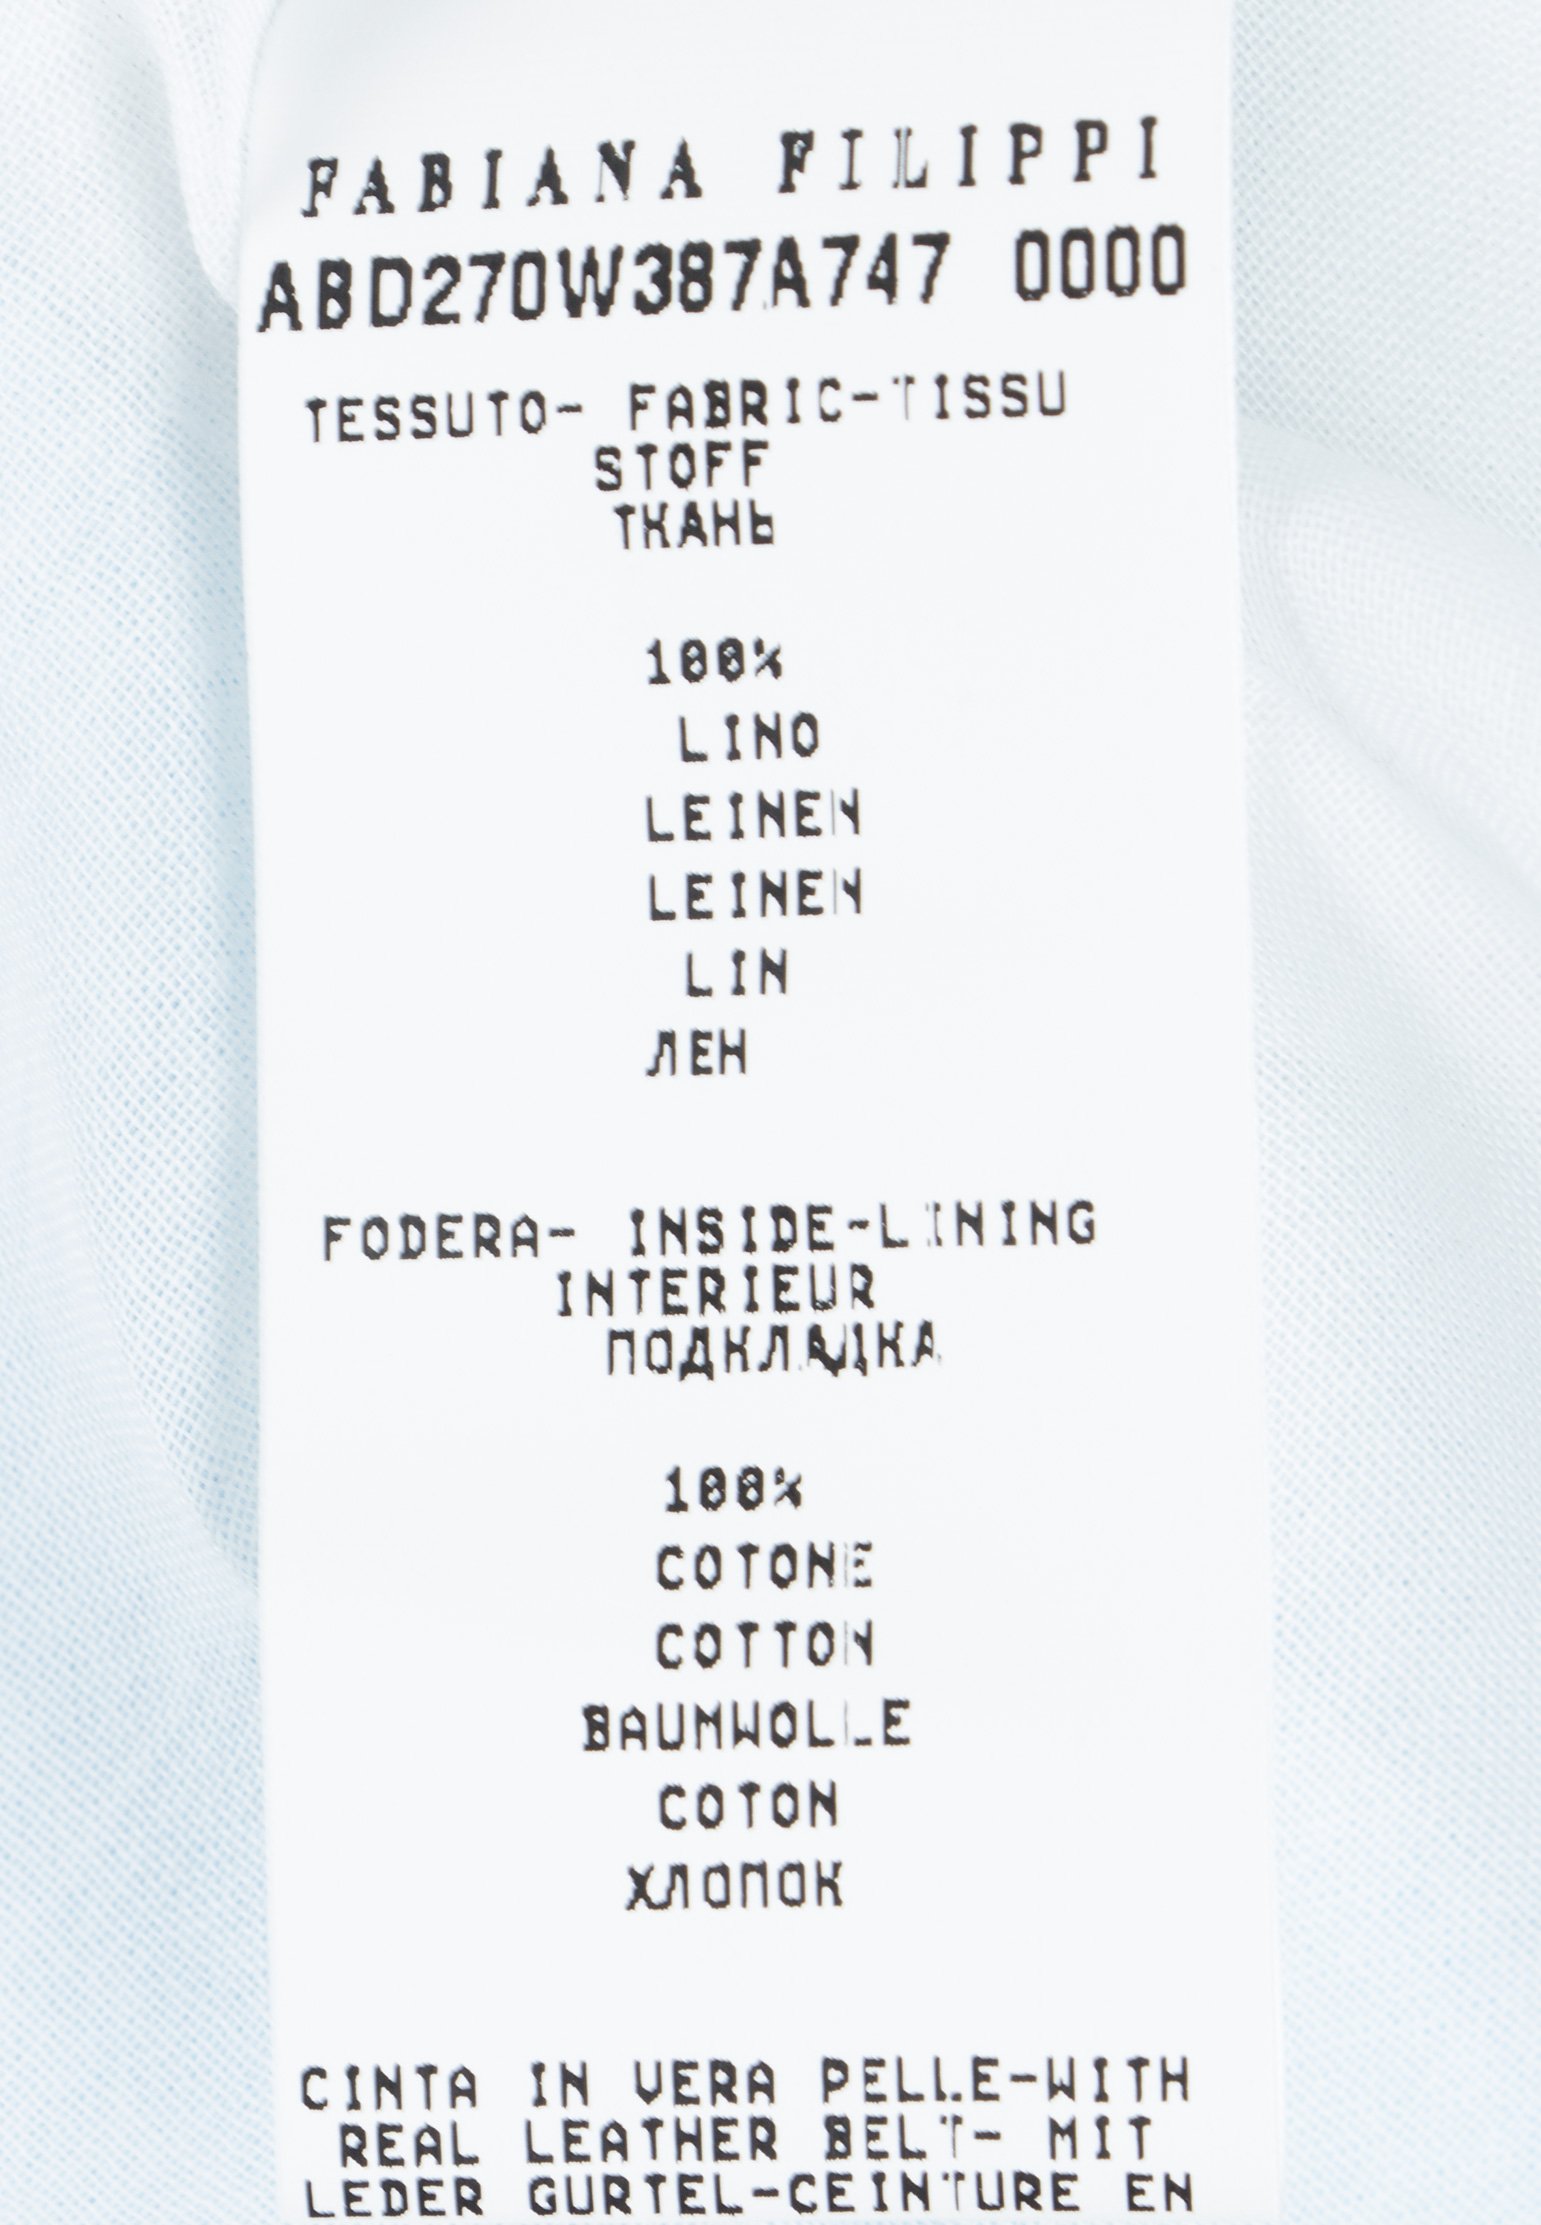 FABIANA FILIPPI
ABD270W387A747 0000
TESSUTO- FABRIC-TISSU
STOFF
ТКАНЬ
100%
LINO
LEINEN
LEINEN
LIN
ЛЕН
FODERA- INSIDE-LINING
INTERIEUR
ПОДКЛАДКА
100%
COTONE
COTTON
BAUMWOLLE
COTON
ХЛОПОК
CINTA IN VERA PELLE-WITH
REAL LEATHER BELT- MIT
LEDER GURTEL-CEINTURE EN